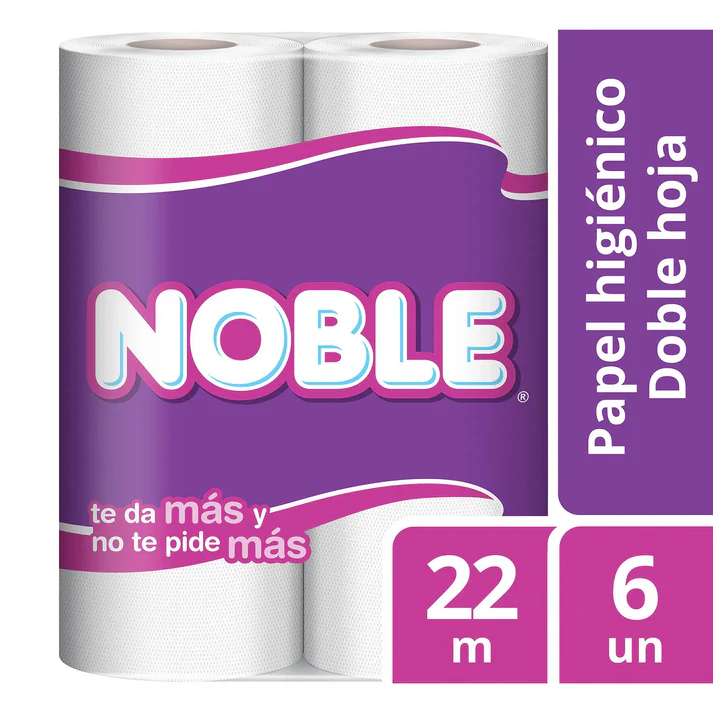 NOBLE
®
te da más y
no te pide más
Papel higiénico
Doble hoja
22
m
6
un